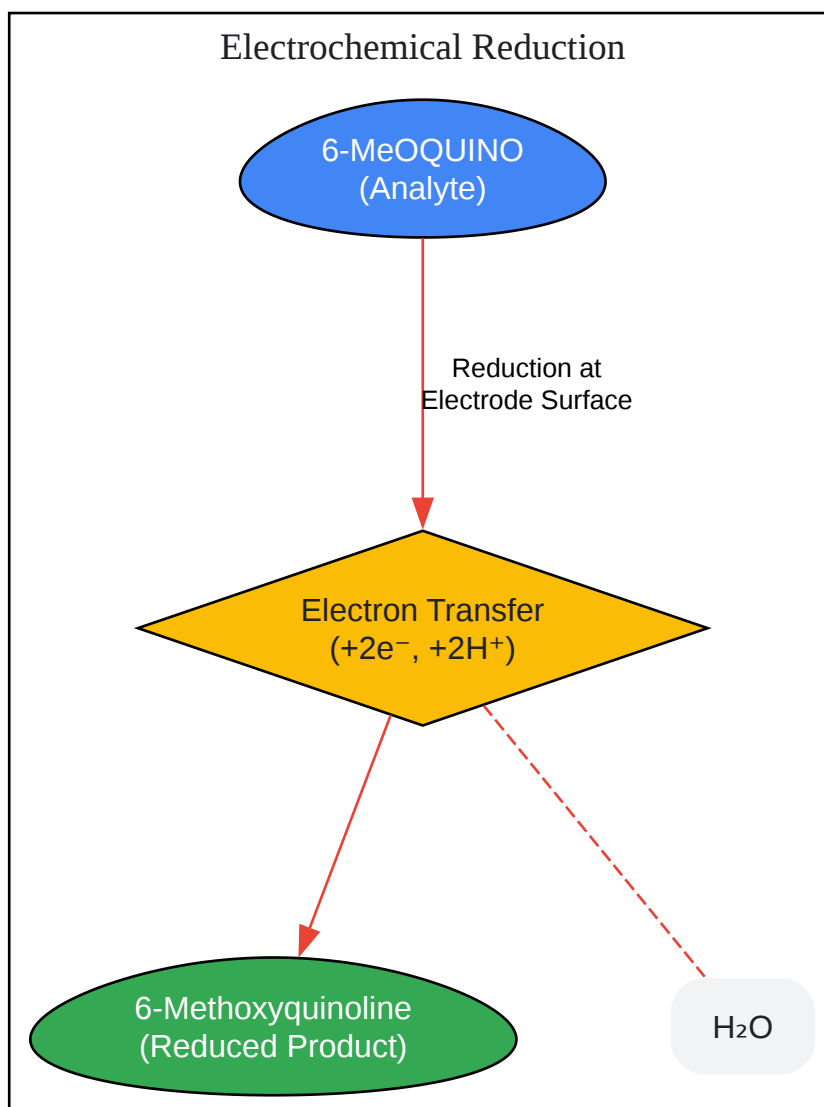 Electrochemical Reduction
6-MeOQUINO
(Analyte)
Reduction at
Electrode Surface
Electron Transfer
(+2e⁻, +2H⁺)
6-Methoxyquinoline
(Reduced Product)
H₂O